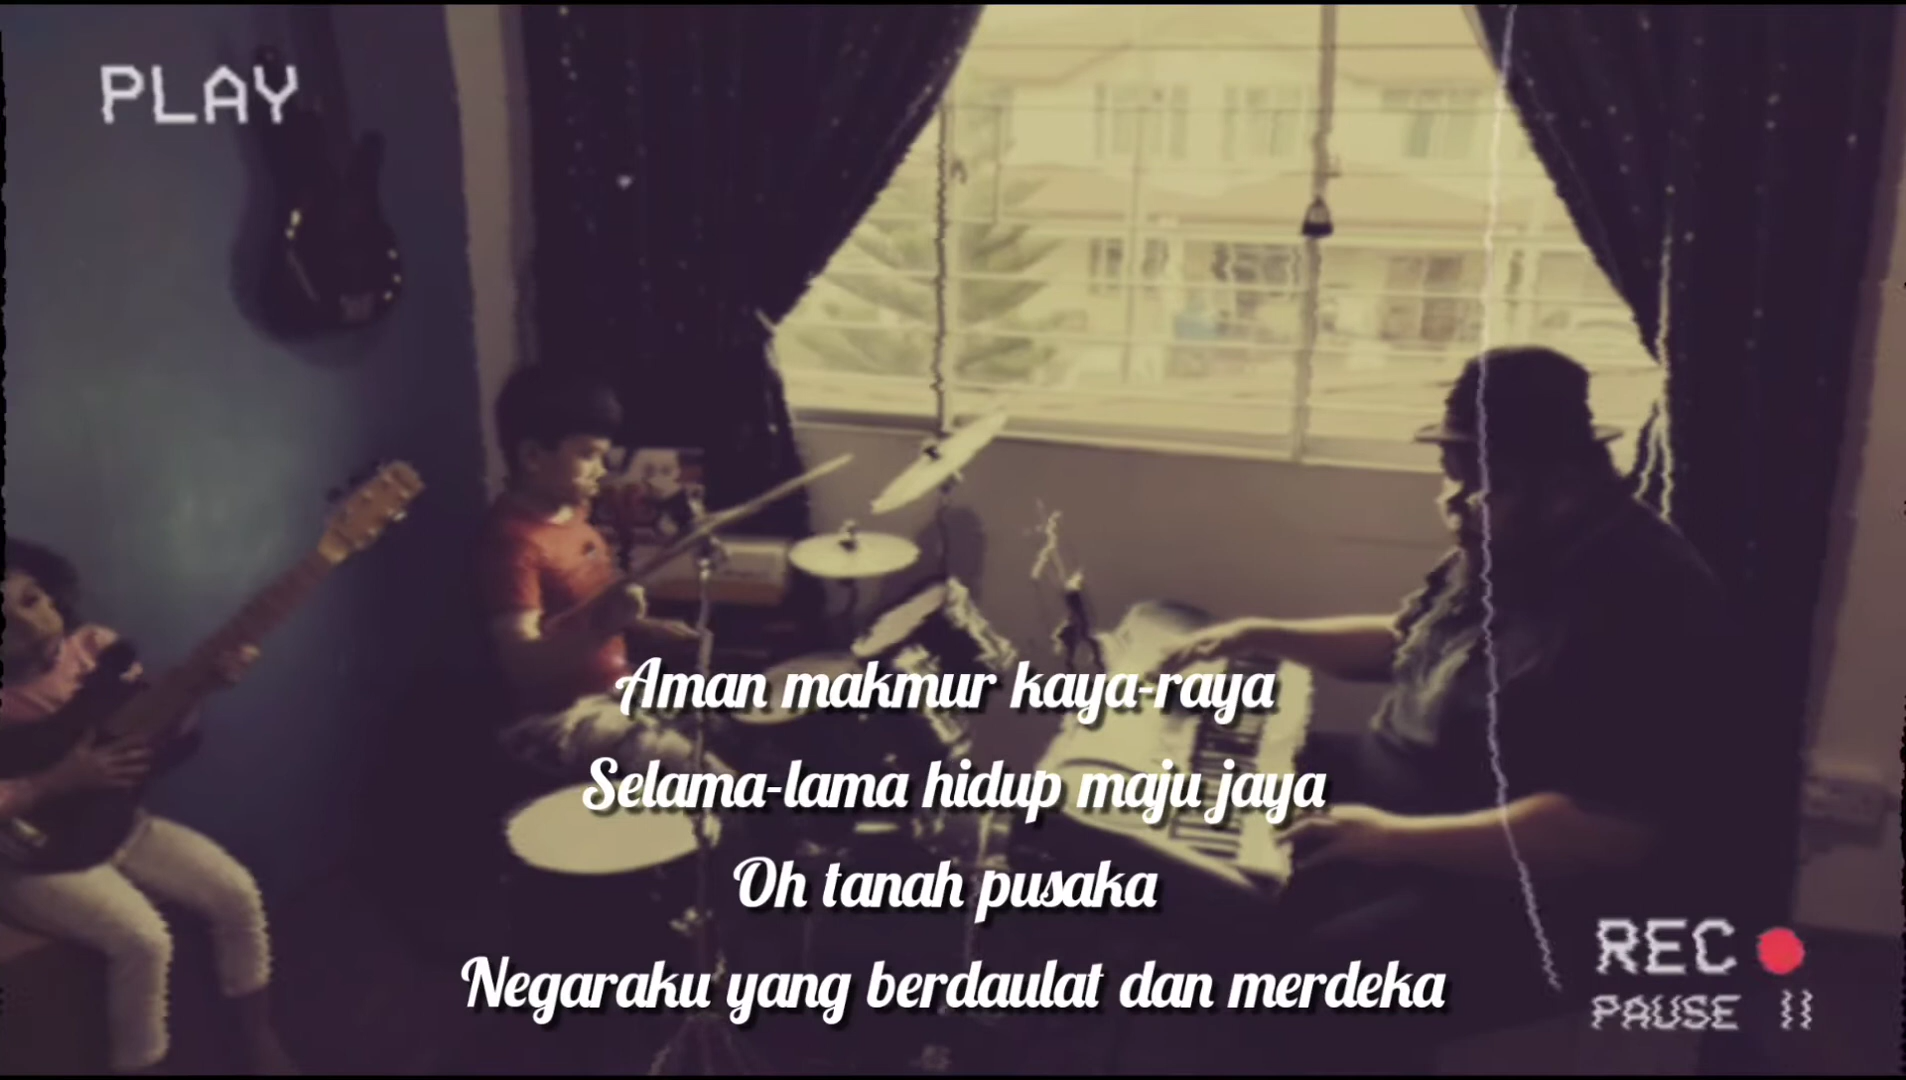 PLAY
Aman makmur kaya-raya
Selama-lama hidup maju jaya
Oh tanah pusaka
Negaraku yang berdaulat dan merdeka
REC
PAUSE